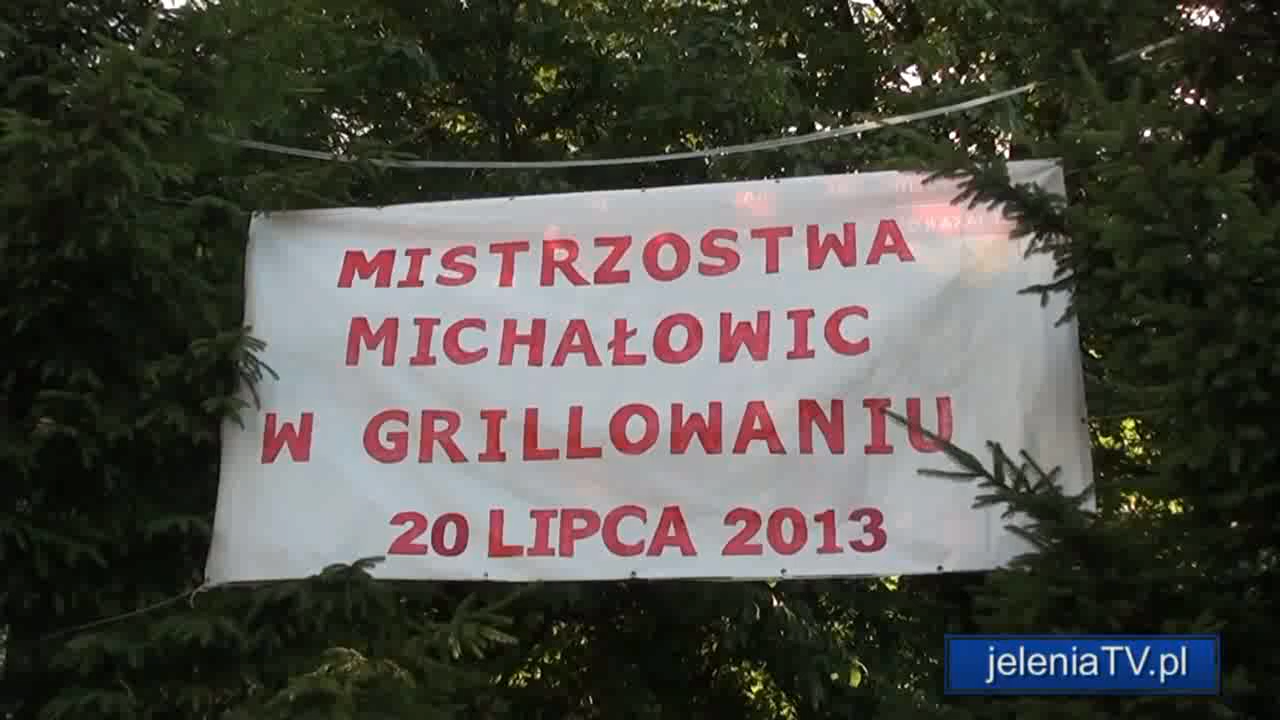 MISTRZOSTWA
MICHAŁOWIC
W GRILLOWANIU
20 LIPCA 2013
jeleniaTV.pl